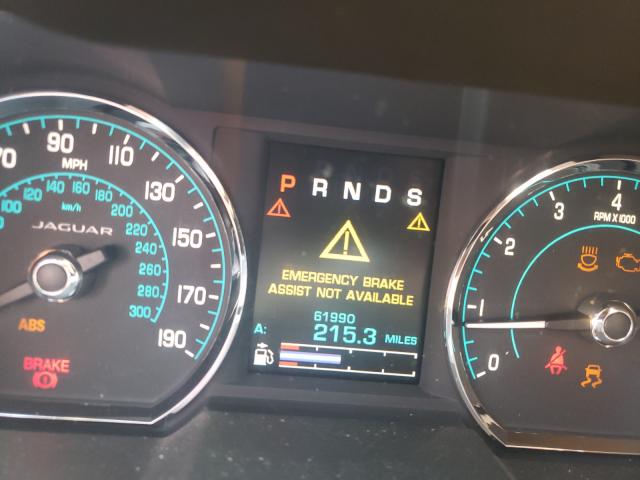 70
90
110
130
150
170
190
MPH
100
120
140
160
180
200
220
240
260
280
300
km/h
JAGUAR
ABS
BRAKE
P R N D S
EMERGENCY BRAKE
ASSIST NOT AVAILABLE
61990
A: 215.3 MILES
0
1
2
3
4
RPM X 1000